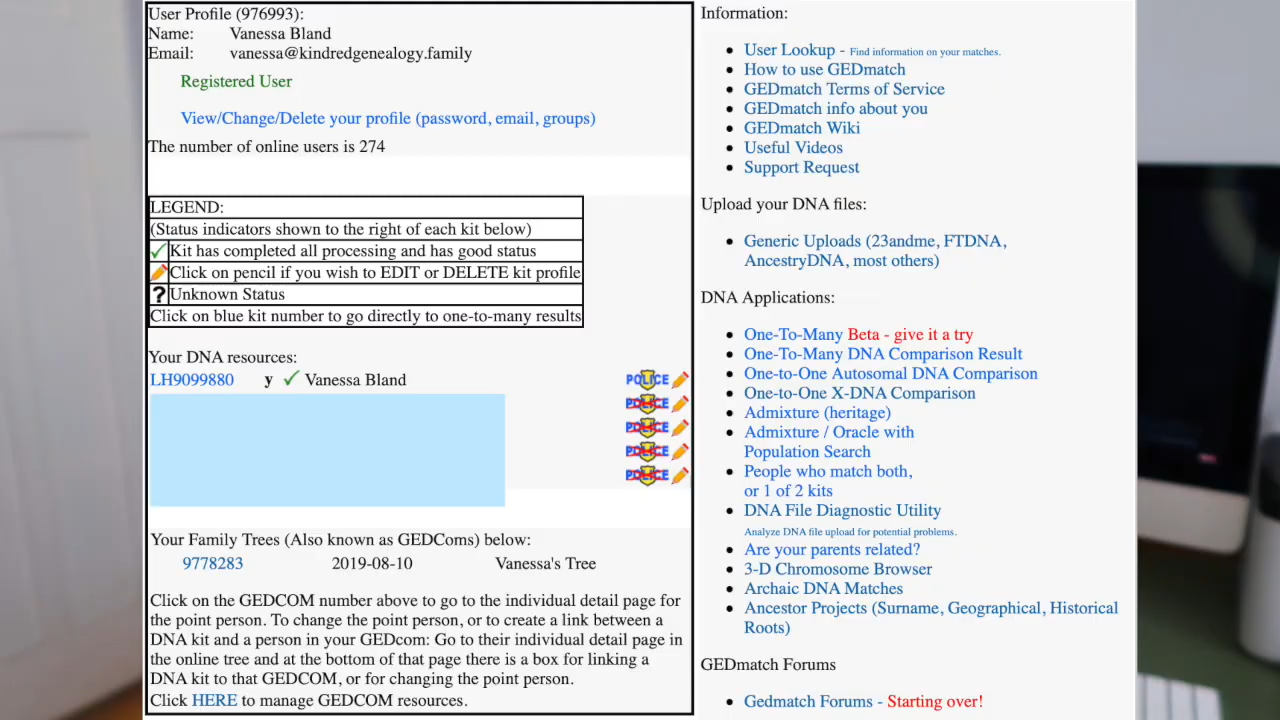 User Profile (976993):
Name: Vanessa Bland
Email: vanessa@kindredgenealogy.family
Registered User
View/Change/Delete your profile (password, email, groups)
The number of online users is 274
LEGEND:
(Status indicators shown to the right of each kit below)
Kit has completed all processing and has good status
Click on pencil if you wish to EDIT or DELETE kit profile
Unknown Status
Click on blue kit number to go directly to one-to-many results
Your DNA resources:
LH9099880 y Vanessa Bland POLICE
POLICE
POLICE
POLICE
POLICE
Your Family Trees (Also known as GEDComs) below:
9778283 2019-08-10 Vanessa's Tree
Click on the GEDCOM number above to go to the individual detail page for
the point person. To change the point person, or to create a link between a
DNA kit and a person in your GEDcom: Go to their individual detail page in
the online tree and at the bottom of that page there is a box for linking a
DNA kit to that GEDCOM, or for changing the point person.
Click HERE to manage GEDCOM resources.
Information:
User Lookup - Find information on your matches.
How to use GEDmatch
GEDmatch Terms of Service
GEDmatch info about you
GEDmatch Wiki
Useful Videos
Support Request
Upload your DNA files:
Generic Uploads (23andme, FTDNA,
AncestryDNA, most others)
DNA Applications:
One-To-Many Beta - give it a try
One-To-Many DNA Comparison Result
One-to-One Autosomal DNA Comparison
One-to-One X-DNA Comparison
Admixture (heritage)
Admixture / Oracle with
Population Search
People who match both,
or 1 of 2 kits
DNA File Diagnostic Utility
Analyze DNA file upload for potential problems.
Are your parents related?
3-D Chromosome Browser
Archaic DNA Matches
Ancestor Projects (Surname, Geographical, Historical
Roots)
GEDmatch Forums
Gedmatch Forums - Starting over!